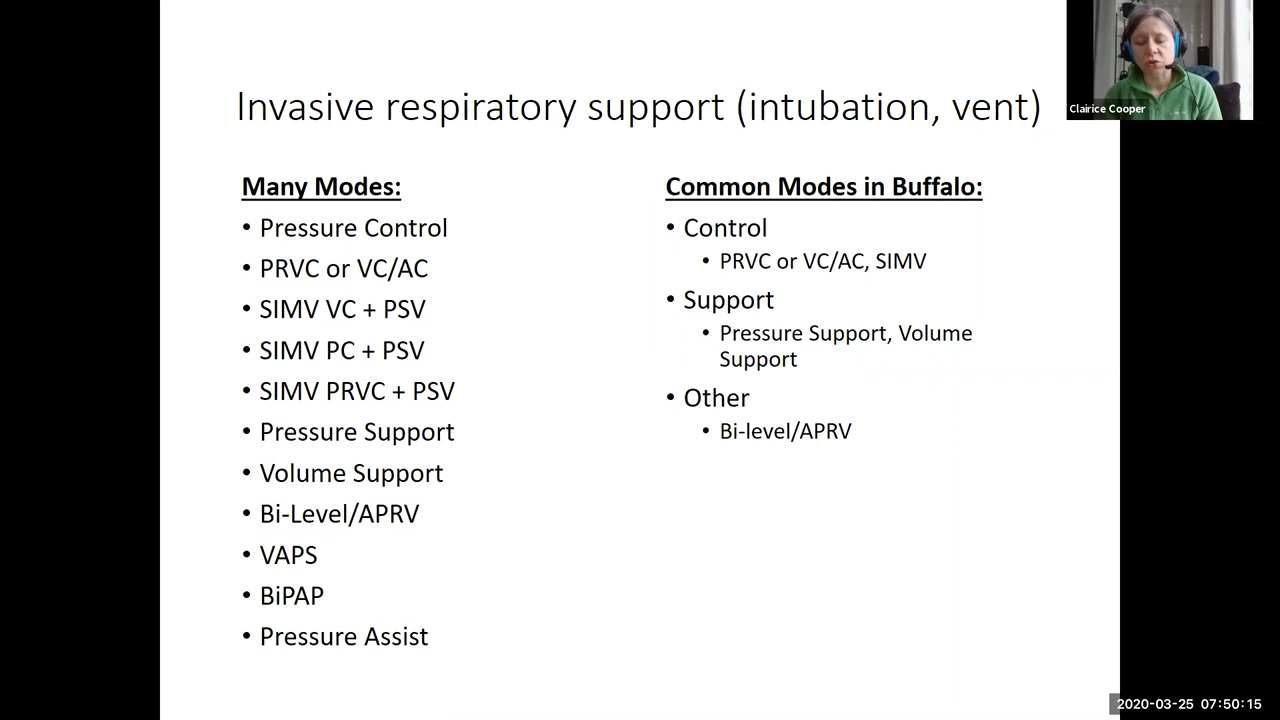 Invasive respiratory support (intubation, vent)
Clairice Cooper
Many Modes:
• Pressure Control
• PRVC or VC/AC
• SIMV VC + PSV
• SIMV PC + PSV
• SIMV PRVC + PSV
• Pressure Support
• Volume Support
• Bi-Level/APRV
• VAPS
• BiPAP
• Pressure Assist
Common Modes in Buffalo:
• Control
• PRVC or VC/AC, SIMV
• Support
• Pressure Support, Volume
Support
• Other
• Bi-level/APRV
2020-03-25 07:50:15